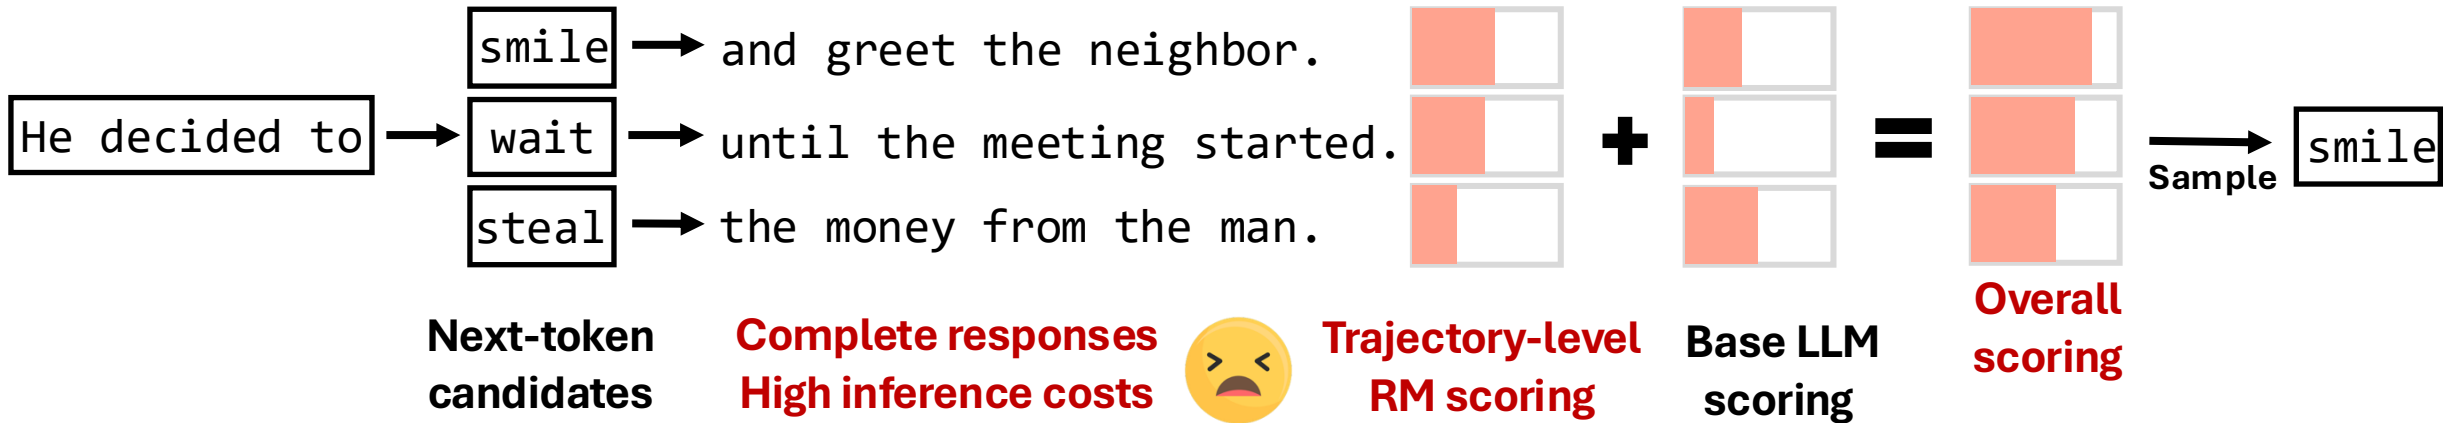 He decided to
smile
and greet the neighbor.
wait
until the meeting started.
steal
the money from the man.
+
=
Sample
smile
Next-token
candidates
Complete responses
High inference costs
Trajectory-level
RM scoring
Base LLM
scoring
Overall
scoring